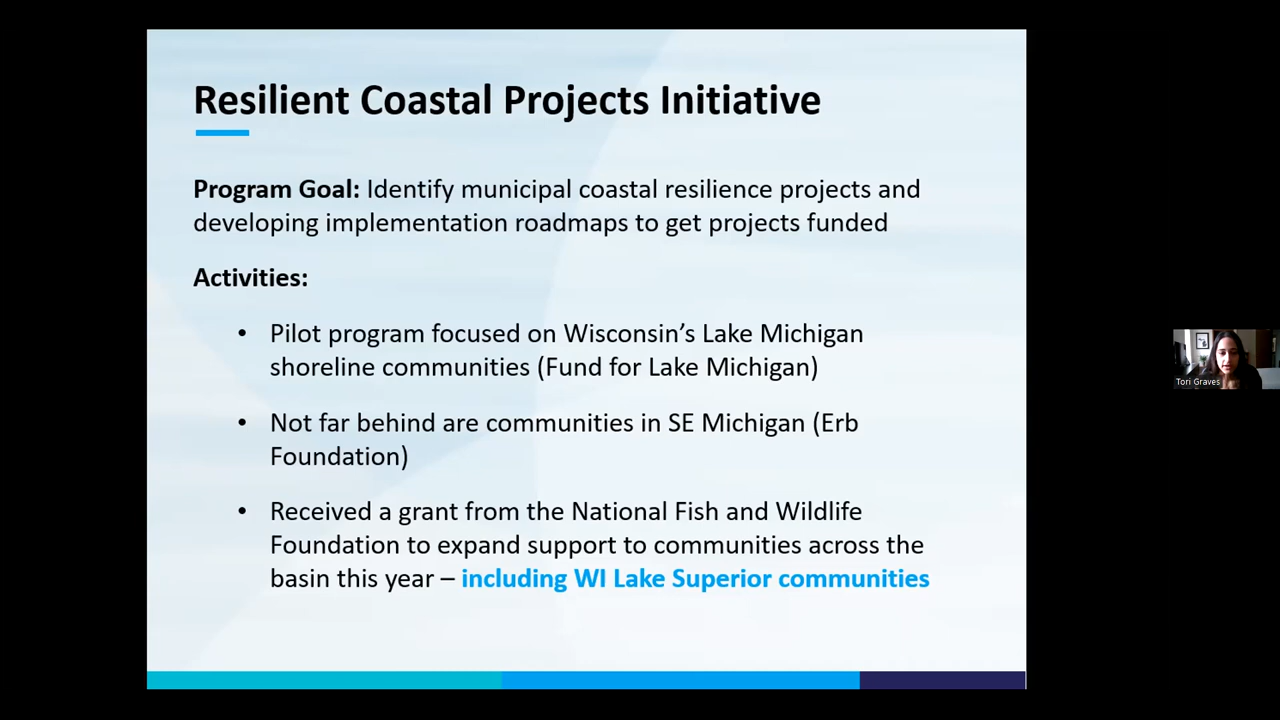 Resilient Coastal Projects Initiative
Program Goal: Identify municipal coastal resilience projects and
developing implementation roadmaps to get projects funded
Activities:
• Pilot program focused on Wisconsin’s Lake Michigan
shoreline communities (Fund for Lake Michigan)
• Not far behind are communities in SE Michigan (Erb
Foundation)
• Received a grant from the National Fish and Wildlife
Foundation to expand support to communities across the
basin this year – including WI Lake Superior communities
Tori Graves